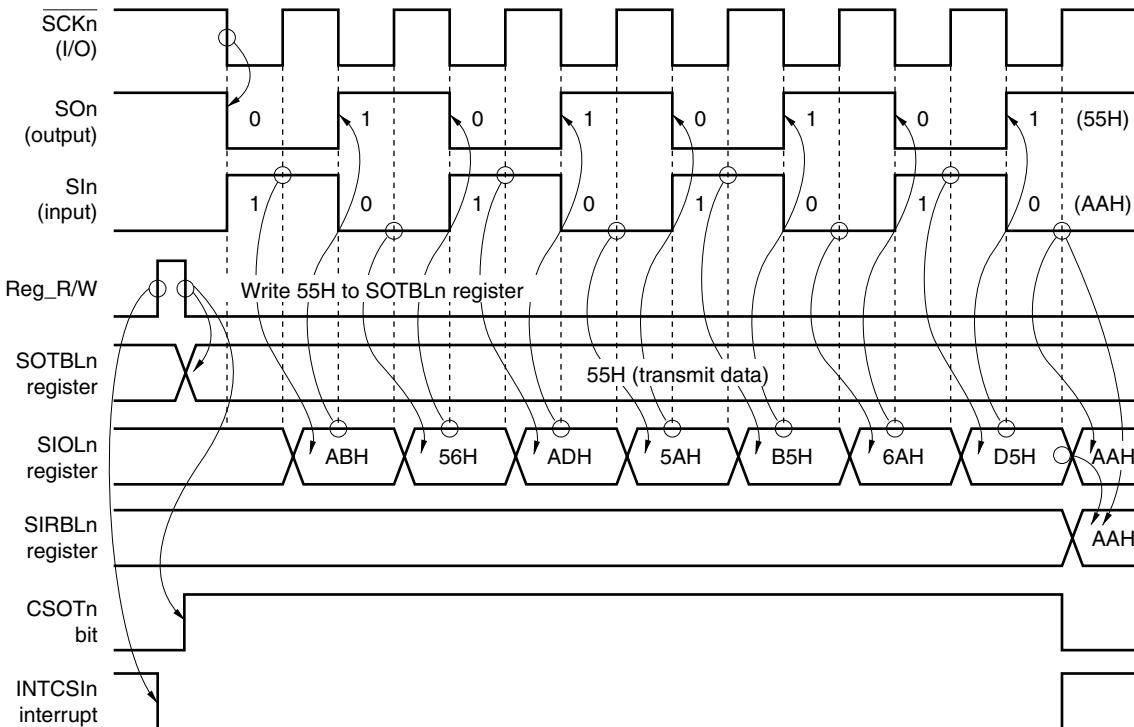 SCKn
(I/O)
SOn
(output)
0 1 0 1 0 1 0 1 (55H)
SIn
(input)
1 0 1 0 1 0 1 0 (AAH)
Reg_R/W
Write 55H to SOTBLn register
SOTBLn
register
55H (transmit data)
SIOLn
register
ABH 56H ADH 5AH B5H 6AH D5H AAH
SIRBLn
register
AAH
CSOTn
bit
INTCSIn
interrupt